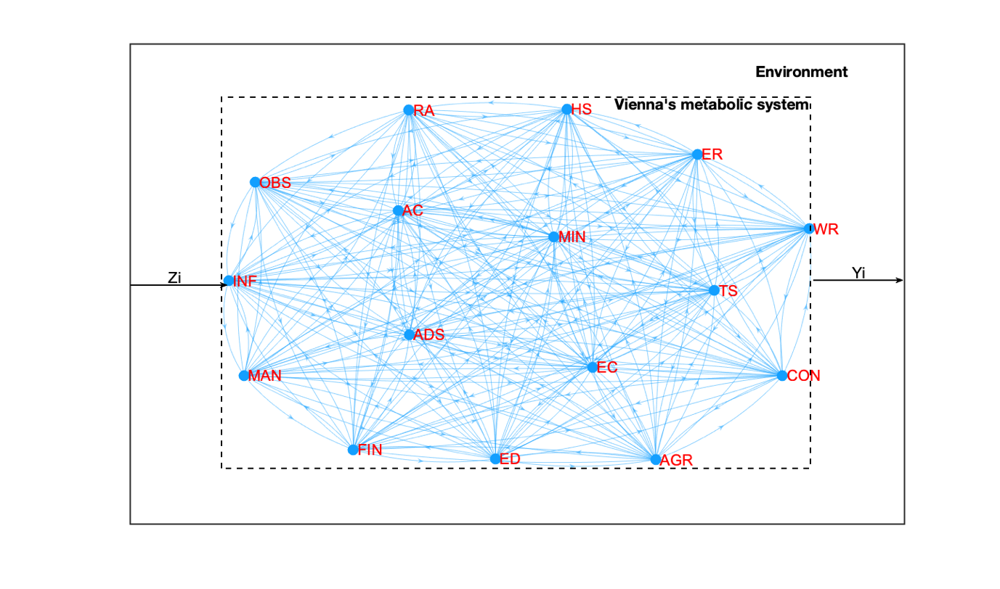 Environment
Vienna's metabolic system
RA
HS
ER
OBS
AC
WR
MIN
Zi
INF
Yi
TS
ADS
EC
MAN
CON
FIN
ED
AGR